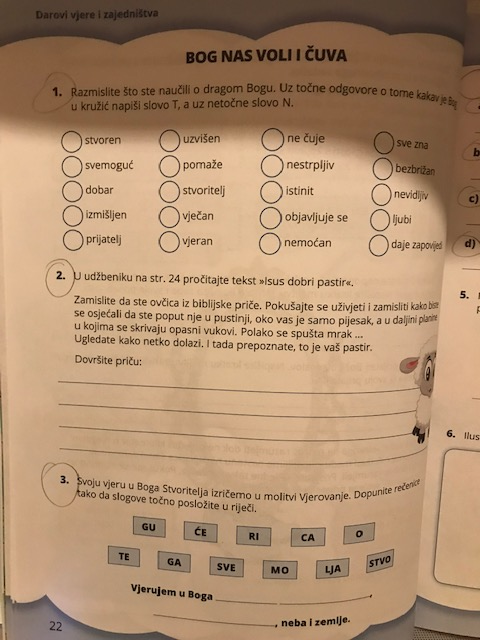 Darovi vjere i zajedništva
BOG NAS VOLI I ČUVA
1. Razmislite što ste naučili o dragom Bogu. Uz točne odgovore o tome kakav je Bog
u kružić napiši slovo T, a uz netočne slovo N.
stvoren uzvišen ne čuje sve zna
svemoguć pomaže nestrpljiv bezbrižan
dobar stvoritelj istinit nevidljiv
izmišljen vječan objavljuje se ljubi
prijatelj vjeran nemoćan daje zapovijedi
2. U udžbeniku na str. 24 pročitajte tekst »Isus dobri pastir«.
Zamislite da ste ovčica iz biblijske priče. Pokušajte se uživjeti i zamisliti kako biste
se osjećali da ste poput nje u pustinji, oko vas je samo pijesak, a u daljini planine
u kojima se skrivaju opasni vukovi. Polako se spušta mrak ...
Ugledate kako netko dolazi. I tada prepoznate, to je vaš pastir.
Dovršite priču:
3. Svoju vjeru u Boga Stvoritelja izričemo u molitvi Vjerovanje. Dopunite rečenice
tako da slogove točno posložite u riječi.
GU ĆE RI CA O
TE GA SVE MO LJA STVO
Vjerujem u Boga ,
, neba i zemlje.
22
b
c)
d)
5.
6. Ilus